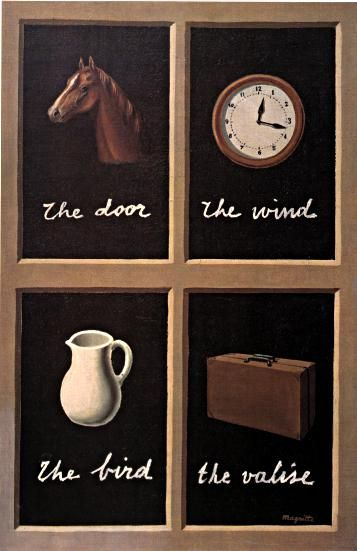 The door
The wind
The bird
the valise
Magritte